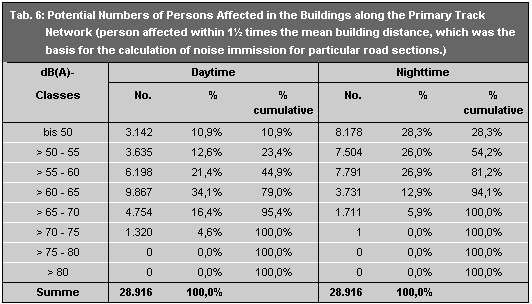 Tab. 6: Potential Numbers of Persons Affected in the Buildings along the Primary Track
Network (person affected within 1½ times the mean building distance, which was the
basis for the calculation of noise immission for particular road sections.)
dB(A)- Daytime Nighttime
Classes No. % % cumulative No. % % cumulative
bis 50 3.142 10,9% 10,9% 8.178 28,3% 28,3%
> 50 - 55 3.635 12,6% 23,4% 7.504 26,0% 54,2%
> 55 - 60 6.198 21,4% 44,9% 7.791 26,9% 81,2%
> 60 - 65 9.867 34,1% 79,0% 3.731 12,9% 94,1%
> 65 - 70 4.754 16,4% 95,4% 1.711 5,9% 100,0%
> 70 - 75 1.320 4,6% 100,0% 1 0,0% 100,0%
> 75 - 80 0 0,0% 100,0% 0 0,0% 100,0%
> 80 0 0,0% 100,0% 0 0,0% 100,0%
Summe 28.916 100,0% 28.916 100,0%